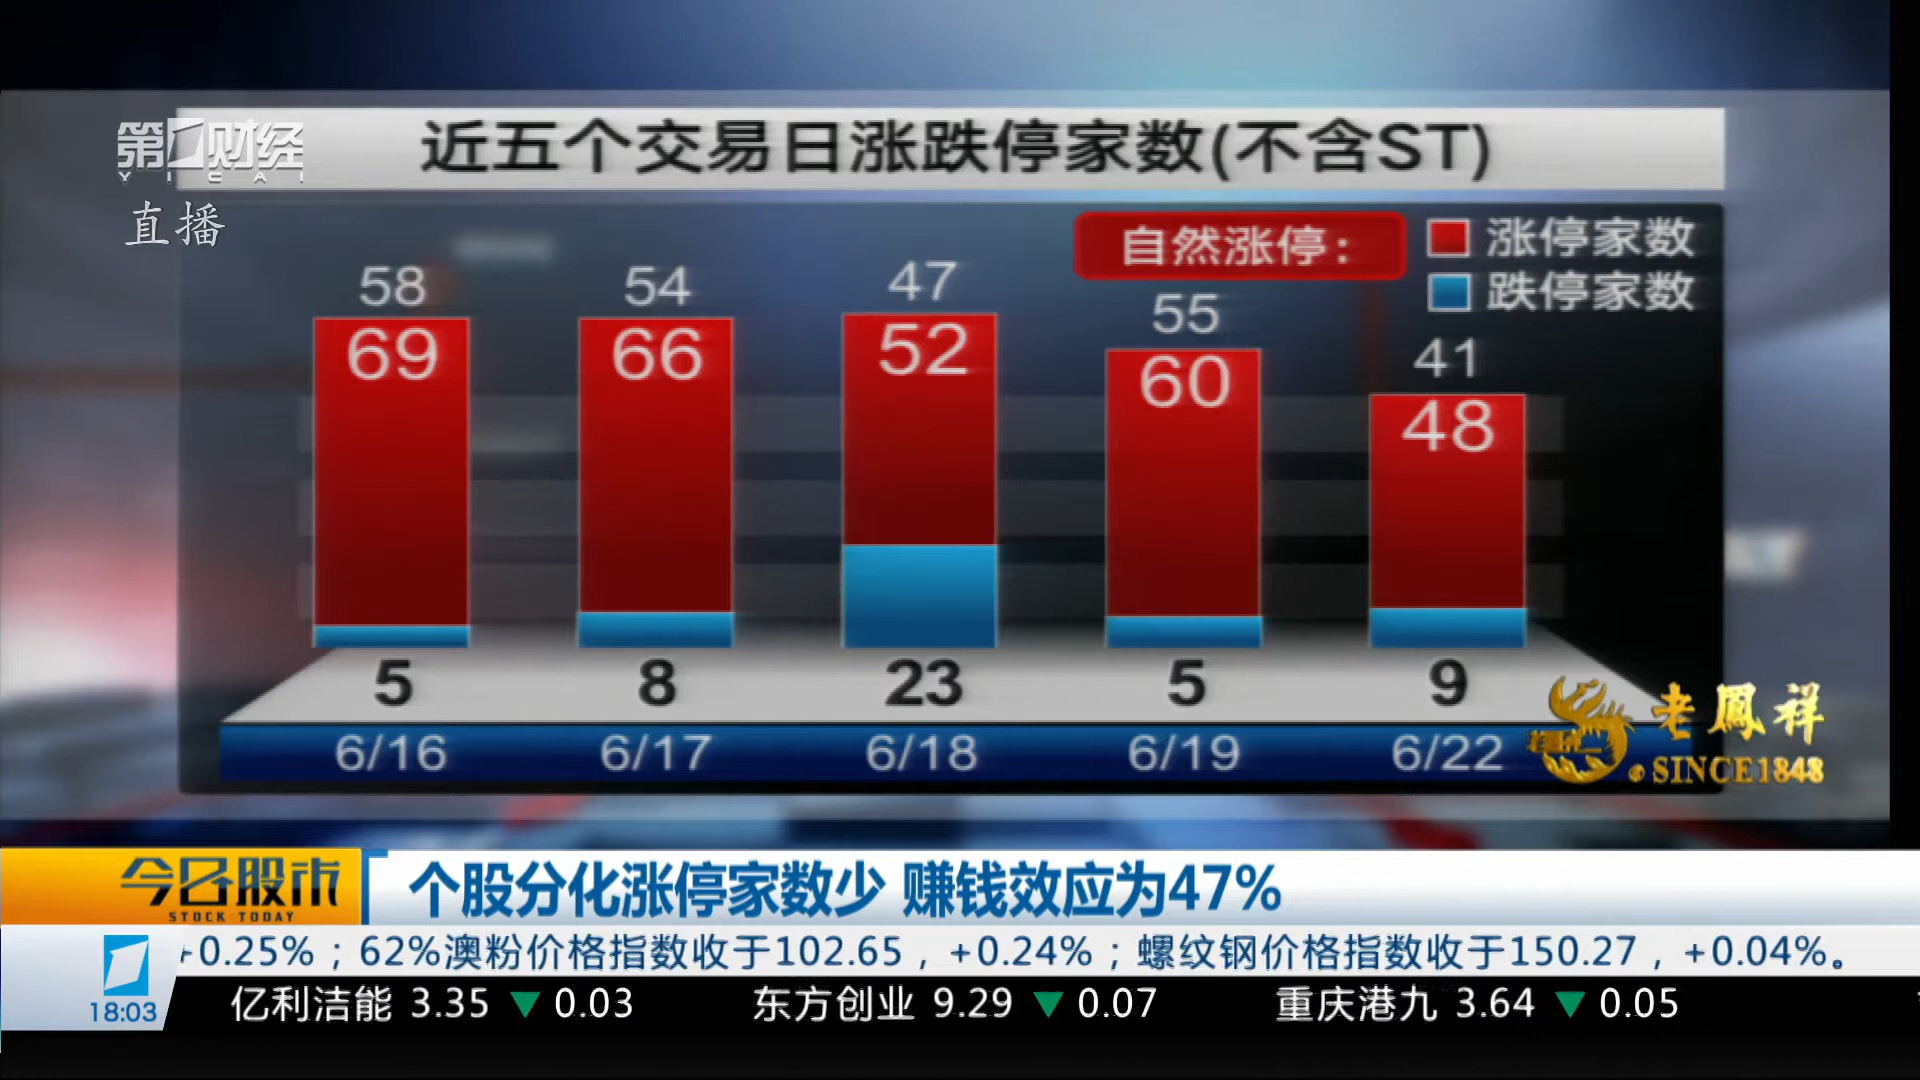 第1财经
YICAI
直播
近五个交易日涨跌停家数(不含ST)
自然涨停:
涨停家数
跌停家数
58 54 47 55 41
69 66 52 60 48
5 8 23 5 9
6/16 6/17 6/18 6/19 6/22
老鳳祥
SINCE1848
今日股市
STOCK TODAY
个股分化涨停家数少 赚钱效应为47%
+0.25%；62%澳粉价格指数收于102.65，+0.24%；螺纹钢价格指数收于150.27，+0.04%。
18:03
亿利洁能 3.35 ▼ 0.03 东方创业 9.29 ▼ 0.07 重庆港九 3.64 ▼ 0.05